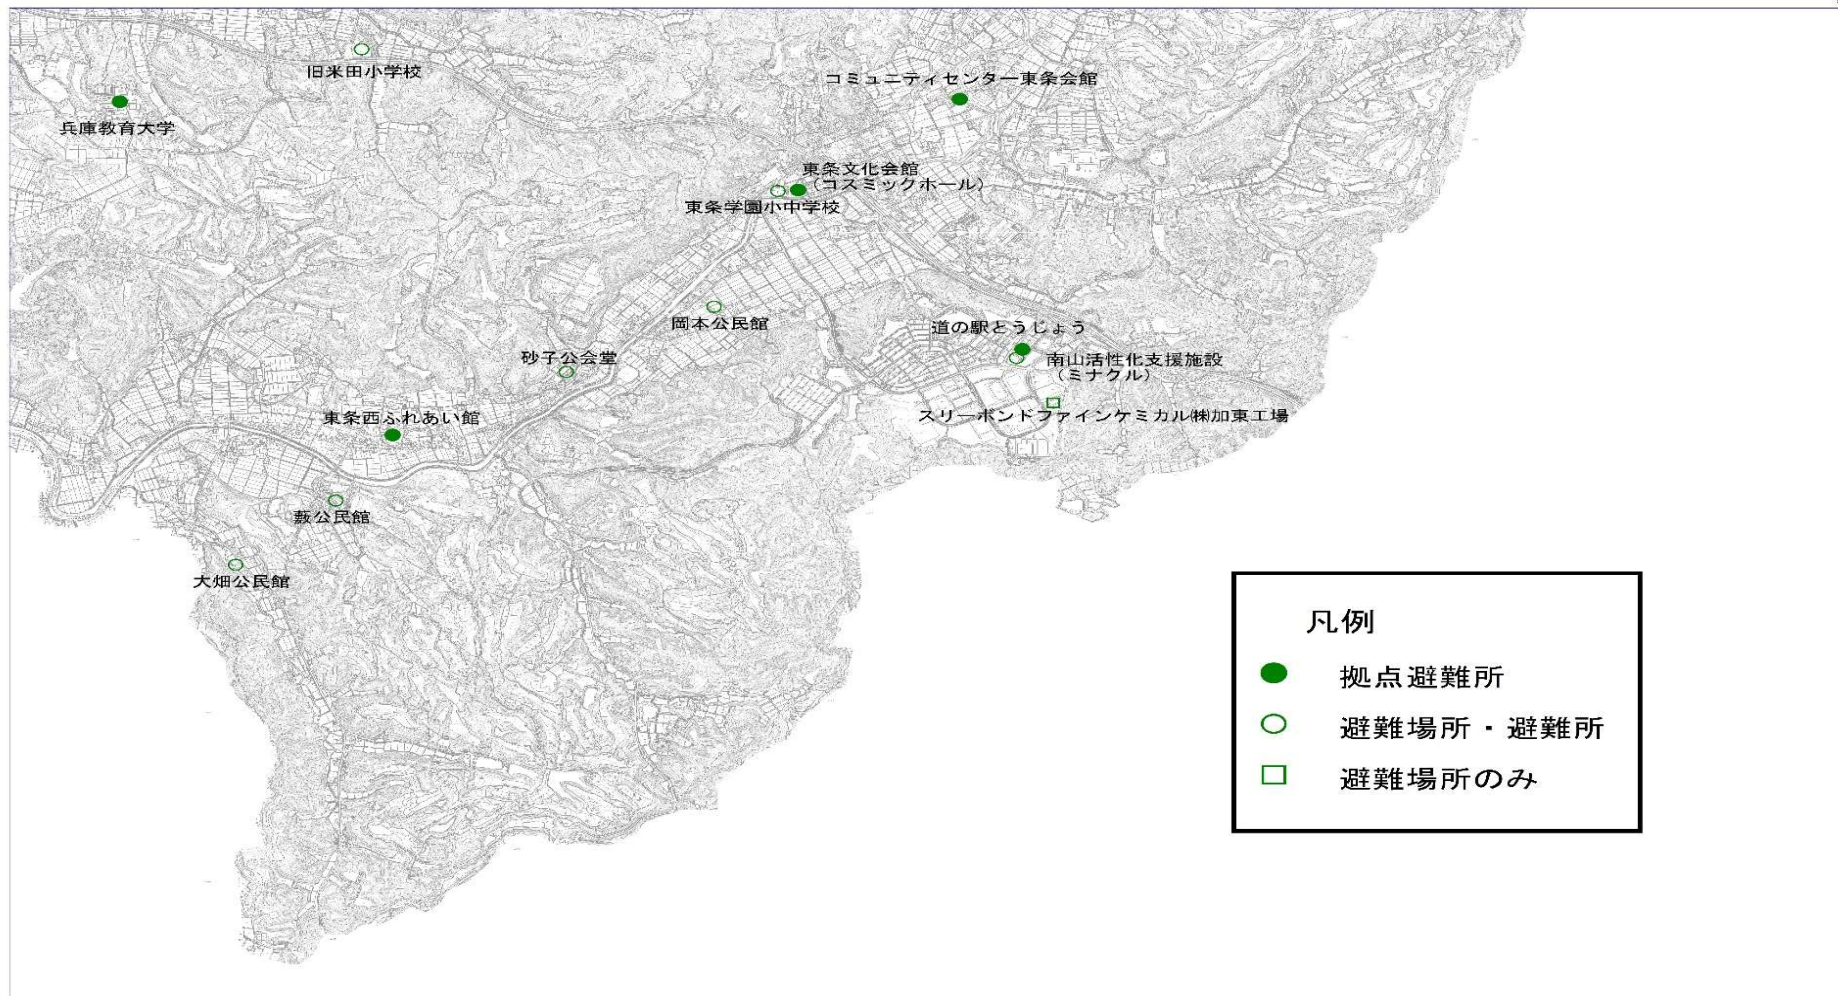 旧米田小学校
コミュニティセンター東条会館
兵庫教育大学
東条文化会館
（コスミックホール）
東条学園小中学校
岡本公民館
道の駅とうじょう
砂子公会堂
南山活性化支援施設
（ミナクル）
スリーボンドファインケミカル㈱加東工場
東条西ふれあい館
薮公民館
大畑公民館
凡例
拠点避難所
避難場所・避難所
避難場所のみ